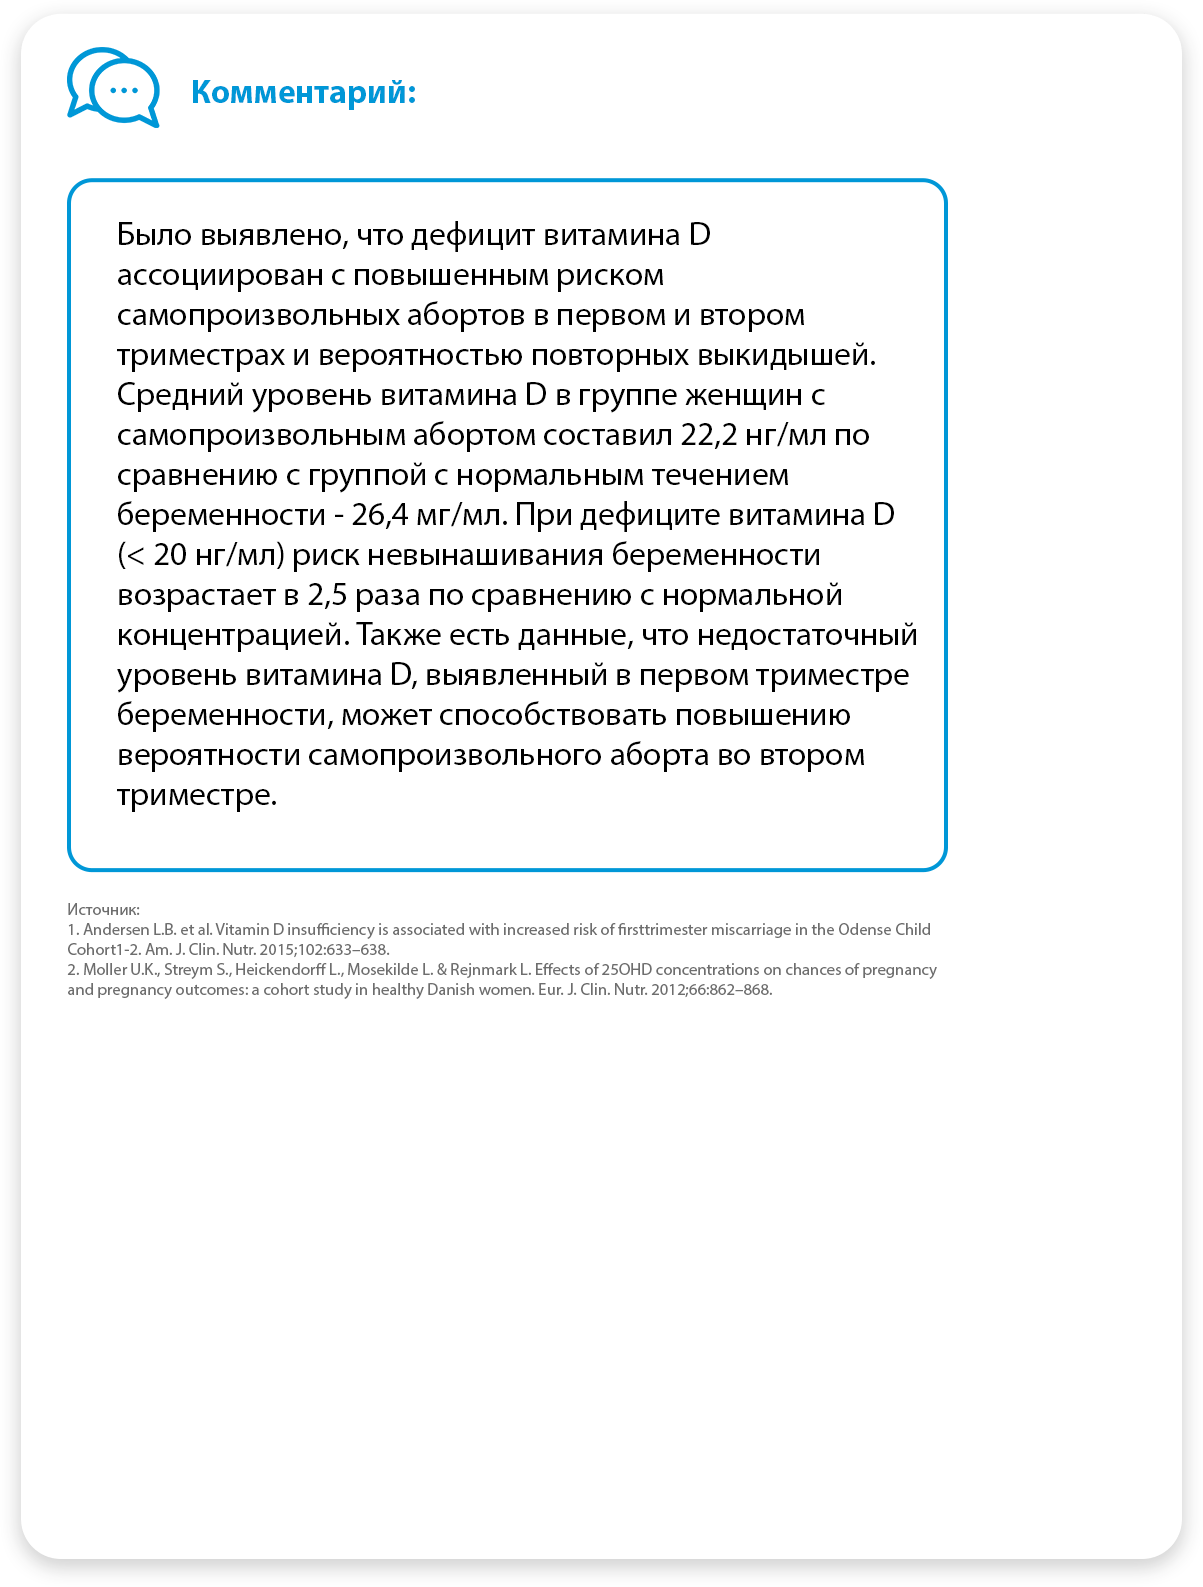 Комментарий:
Было выявлено, что дефицит витамина D
ассоциирован с повышенным риском
самопроизвольных абортов в первом и втором
триместрах и вероятностью повторных выкидышей.
Средний уровень витамина D в группе женщин с
самопроизвольным абортом составил 22,2 нг/мл по
сравнению с группой с нормальным течением
беременности - 26,4 мг/мл. При дефиците витамина D
(< 20 нг/мл) риск невынашивания беременности
возрастает в 2,5 раза по сравнению с нормальной
концентрацией. Также есть данные, что недостаточный
уровень витамина D, выявленный в первом триместре
беременности, может способствовать повышению
вероятности самопроизвольного аборта во втором
триместре.
Источник:
1. Andersen L.B. et al. Vitamin D insufficiency is associated with increased risk of firsttrimester miscarriage in the Odense Child
Cohort1-2. Am. J. Clin. Nutr. 2015;102:633–638.
2. Moller U.K., Streym S., Heickendorff L., Mosekilde L. & Rejnmark L. Effects of 25OHD concentrations on chances of pregnancy
and pregnancy outcomes: a cohort study in healthy Danish women. Eur. J. Clin. Nutr. 2012;66:862–868.